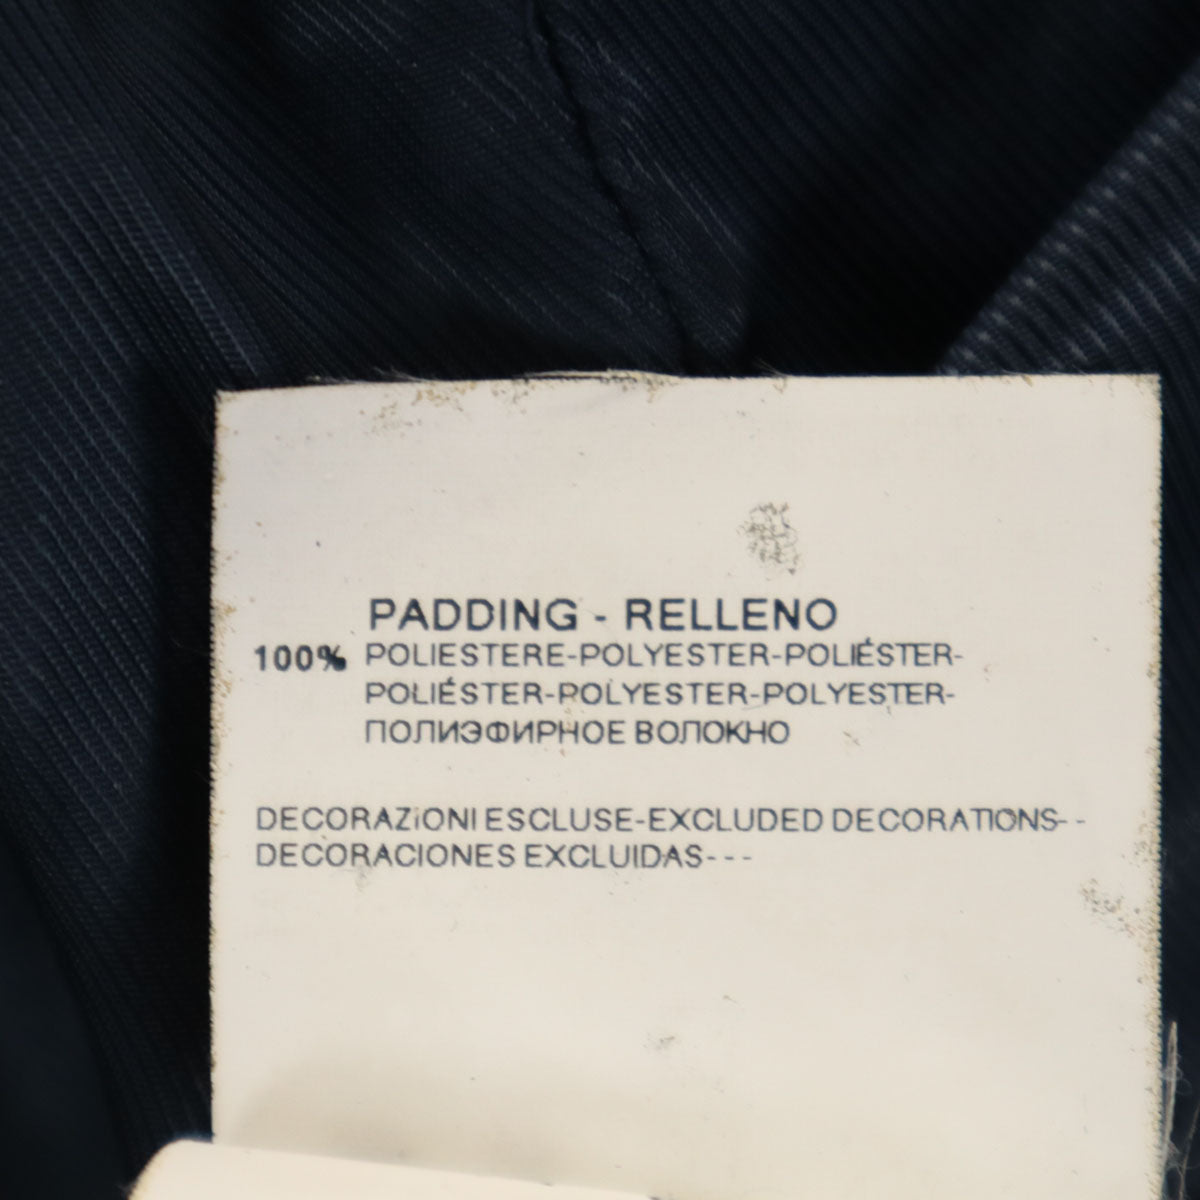 PADDING - RELLENO
100% POLIESTERE-POLYESTER-POLIÉSTER-
POLIÉSTER-POLYESTER-POLYESTER-
ПОЛИЭФИРНОЕ ВОЛОКНО
DECORAZIONI ESCLUSE-EXCLUDED DECORATIONS- -
DECORACIONES EXCLUIDAS- - -